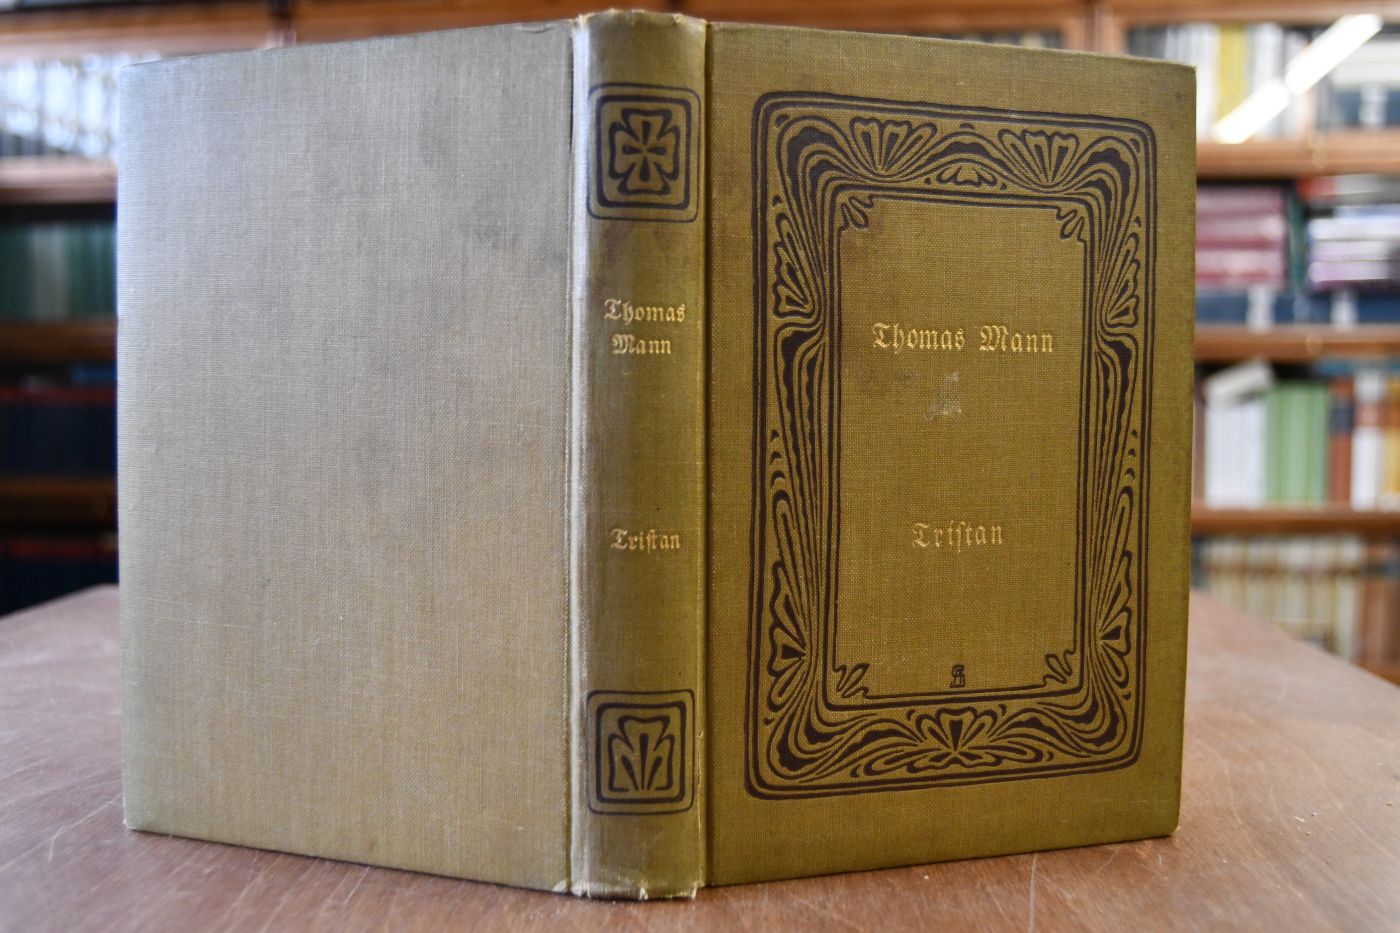 Thomas
Mann
Tristan
Thomas Mann
Triſtan